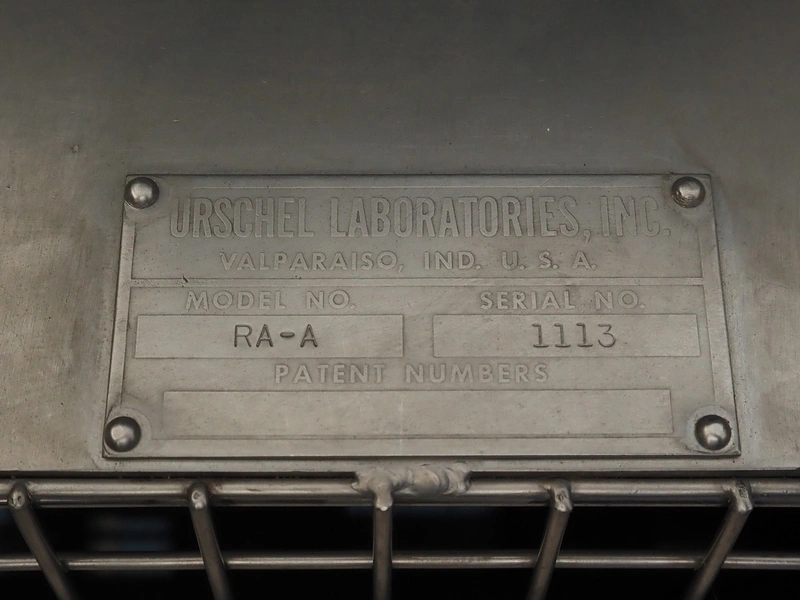 URSCHEL LABORATORIES, INC.
VALPARAISO, IND. U. S. A.
MODEL NO. SERIAL NO.
RA-A 1113
PATENT NUMBERS